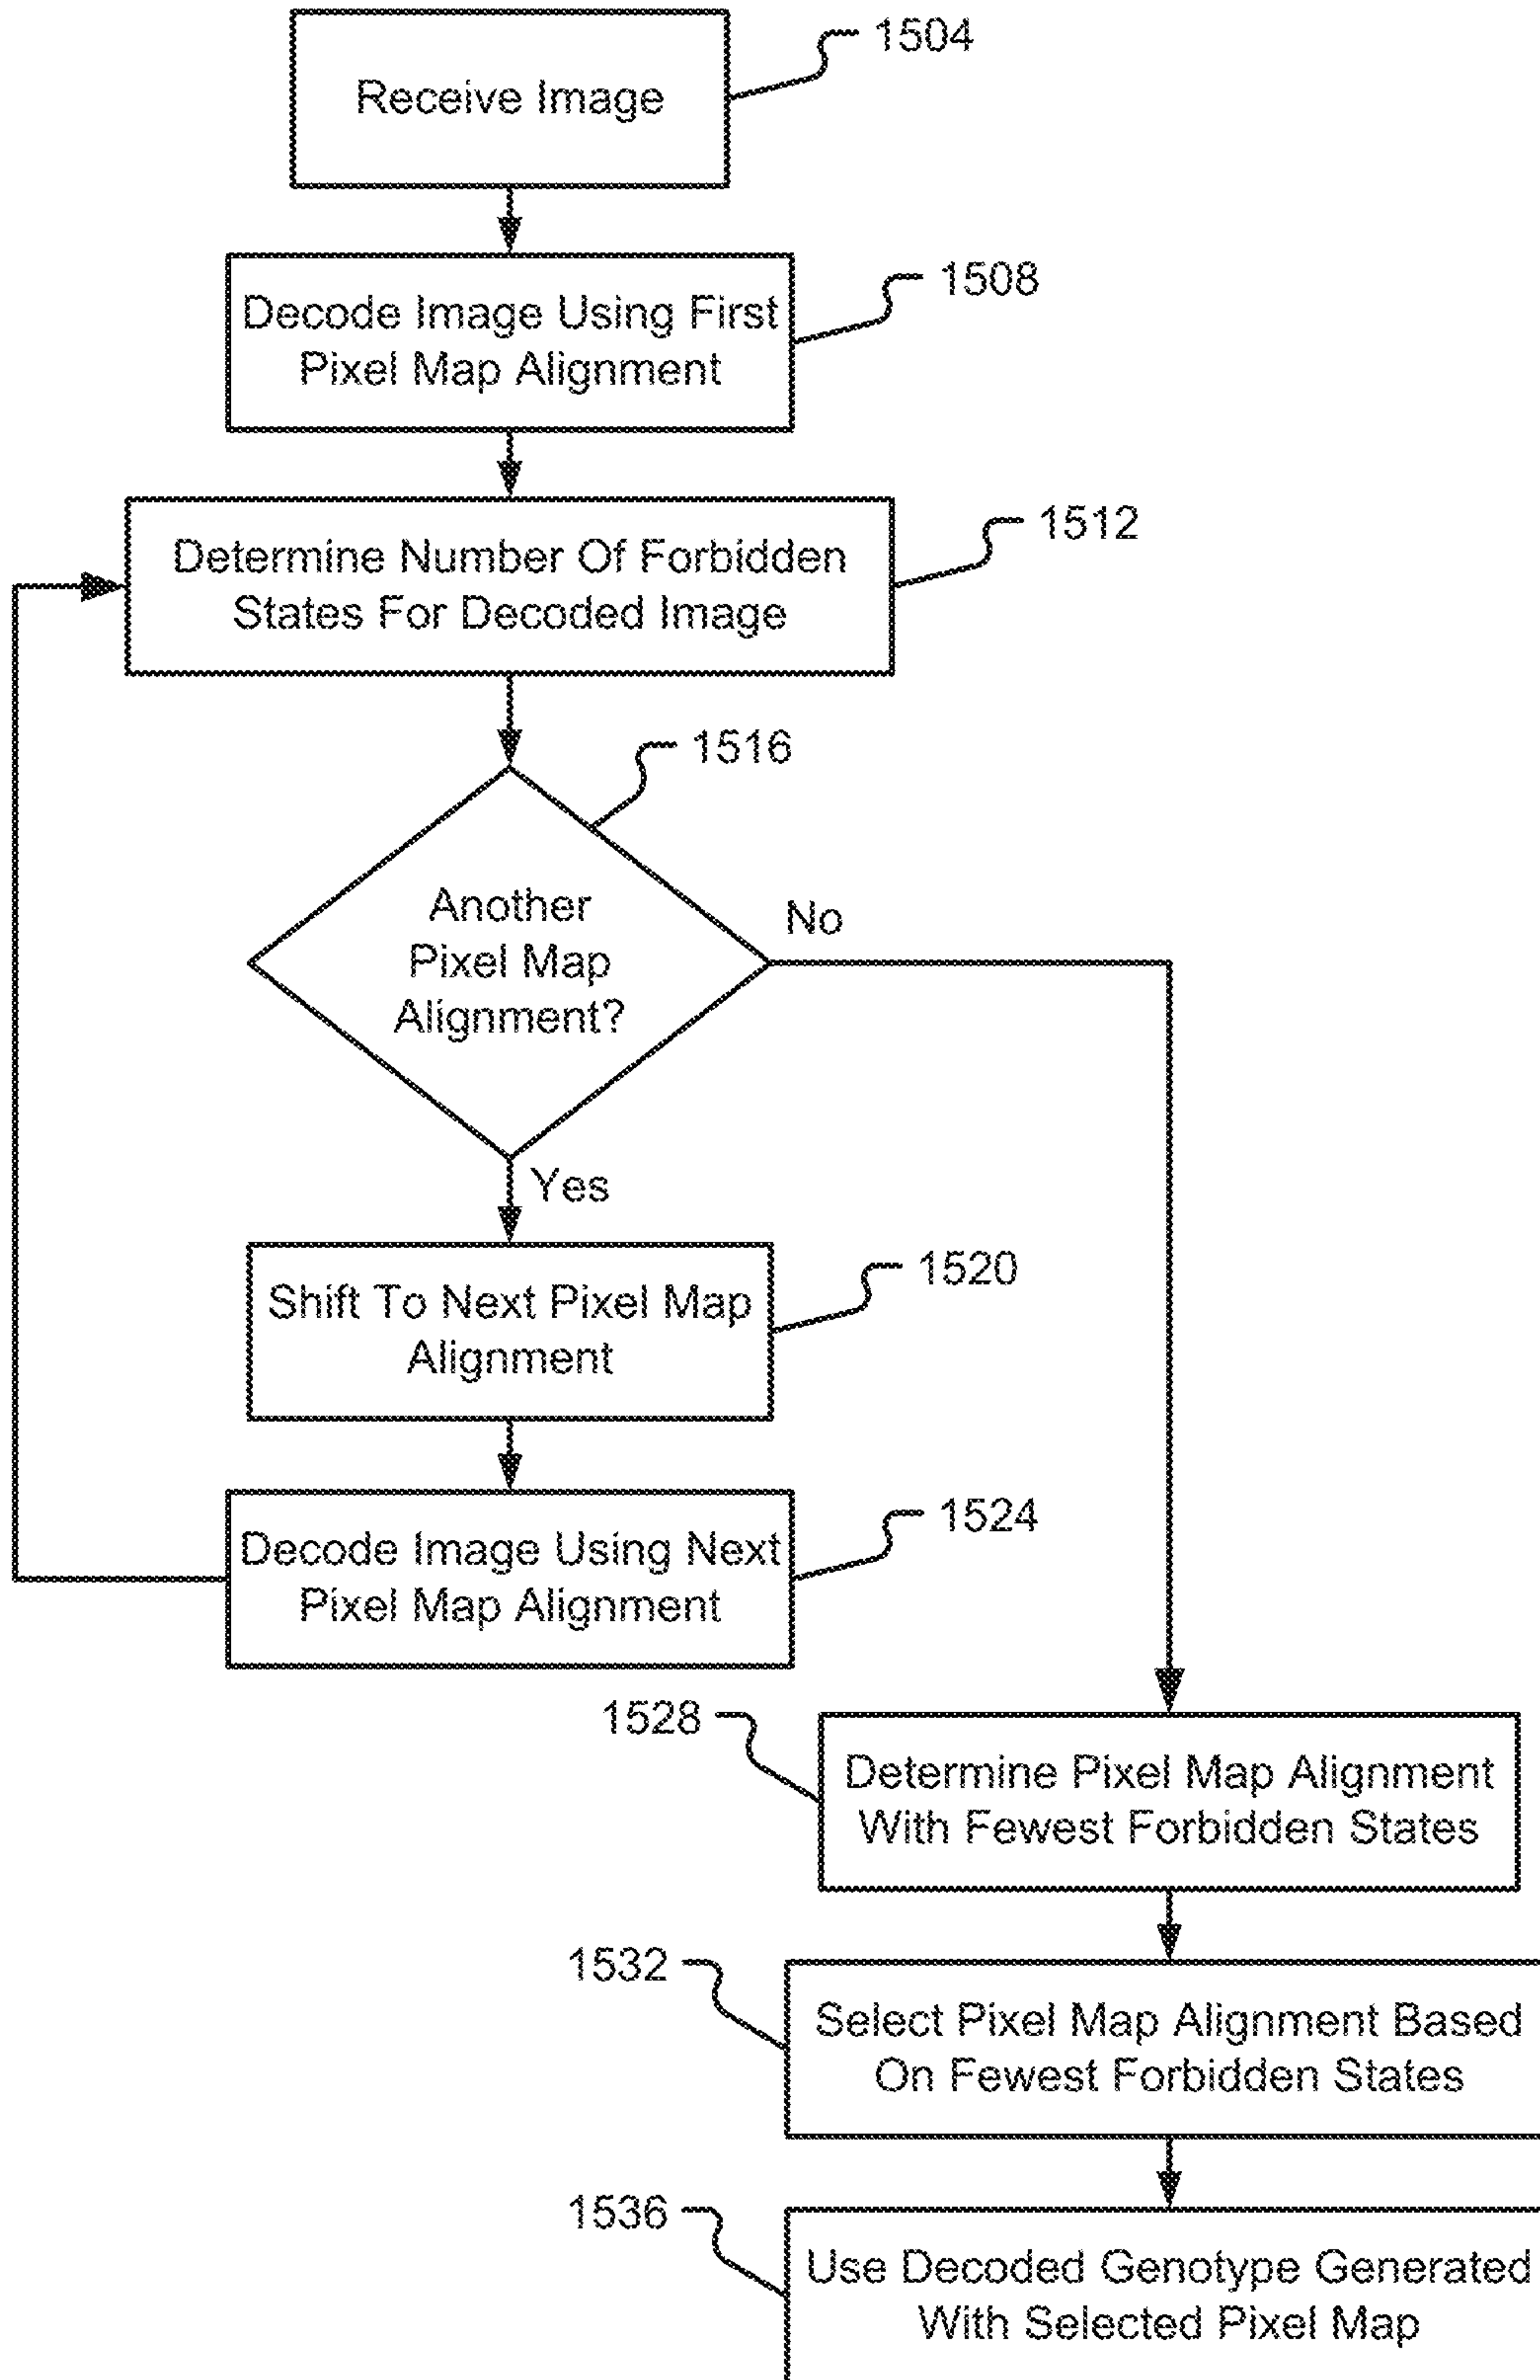 Receive Image
1504
Decode Image Using First
Pixel Map Alignment
1508
Determine Number Of Forbidden
States For Decoded Image
1512
1516
Another
Pixel Map
Alignment?
No
Yes
Shift To Next Pixel Map
Alignment
1520
Decode Image Using Next
Pixel Map Alignment
1524
1528
Determine Pixel Map Alignment
With Fewest Forbidden States
1532
Select Pixel Map Alignment Based
On Fewest Forbidden States
1536
Use Decoded Genotype Generated
With Selected Pixel Map